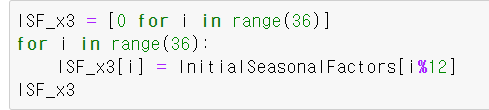 ISF_x3 = [0 for i in range(36)]
for i in range(36):
    ISF_x3[i] = InitialSeasonalFactors[i%12]
ISF_x3